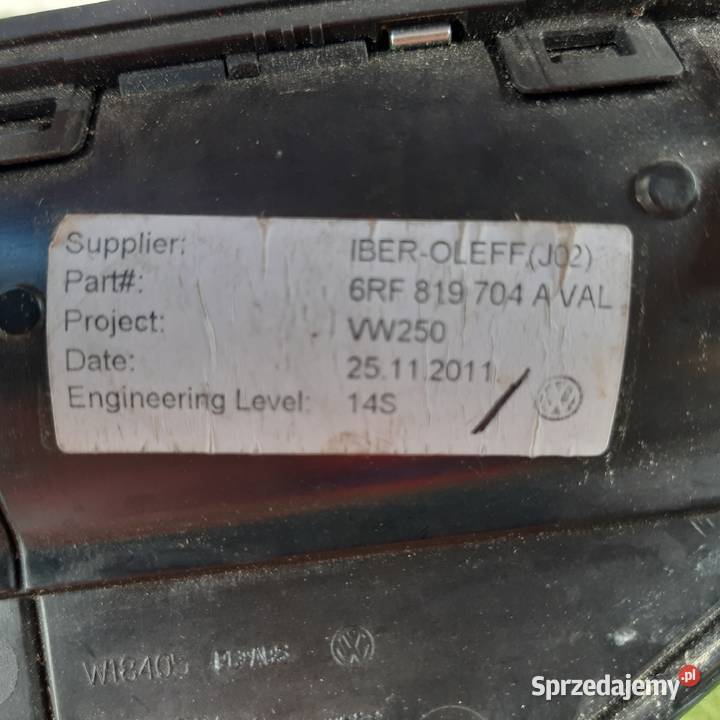 Supplier: IBER-OLEFF(J02)
Part#: 6RF 819 704 A VAL
Project: VW250
Date: 25.11.2011
Engineering Level: 14S
W18405
Sprzedajemy.pl